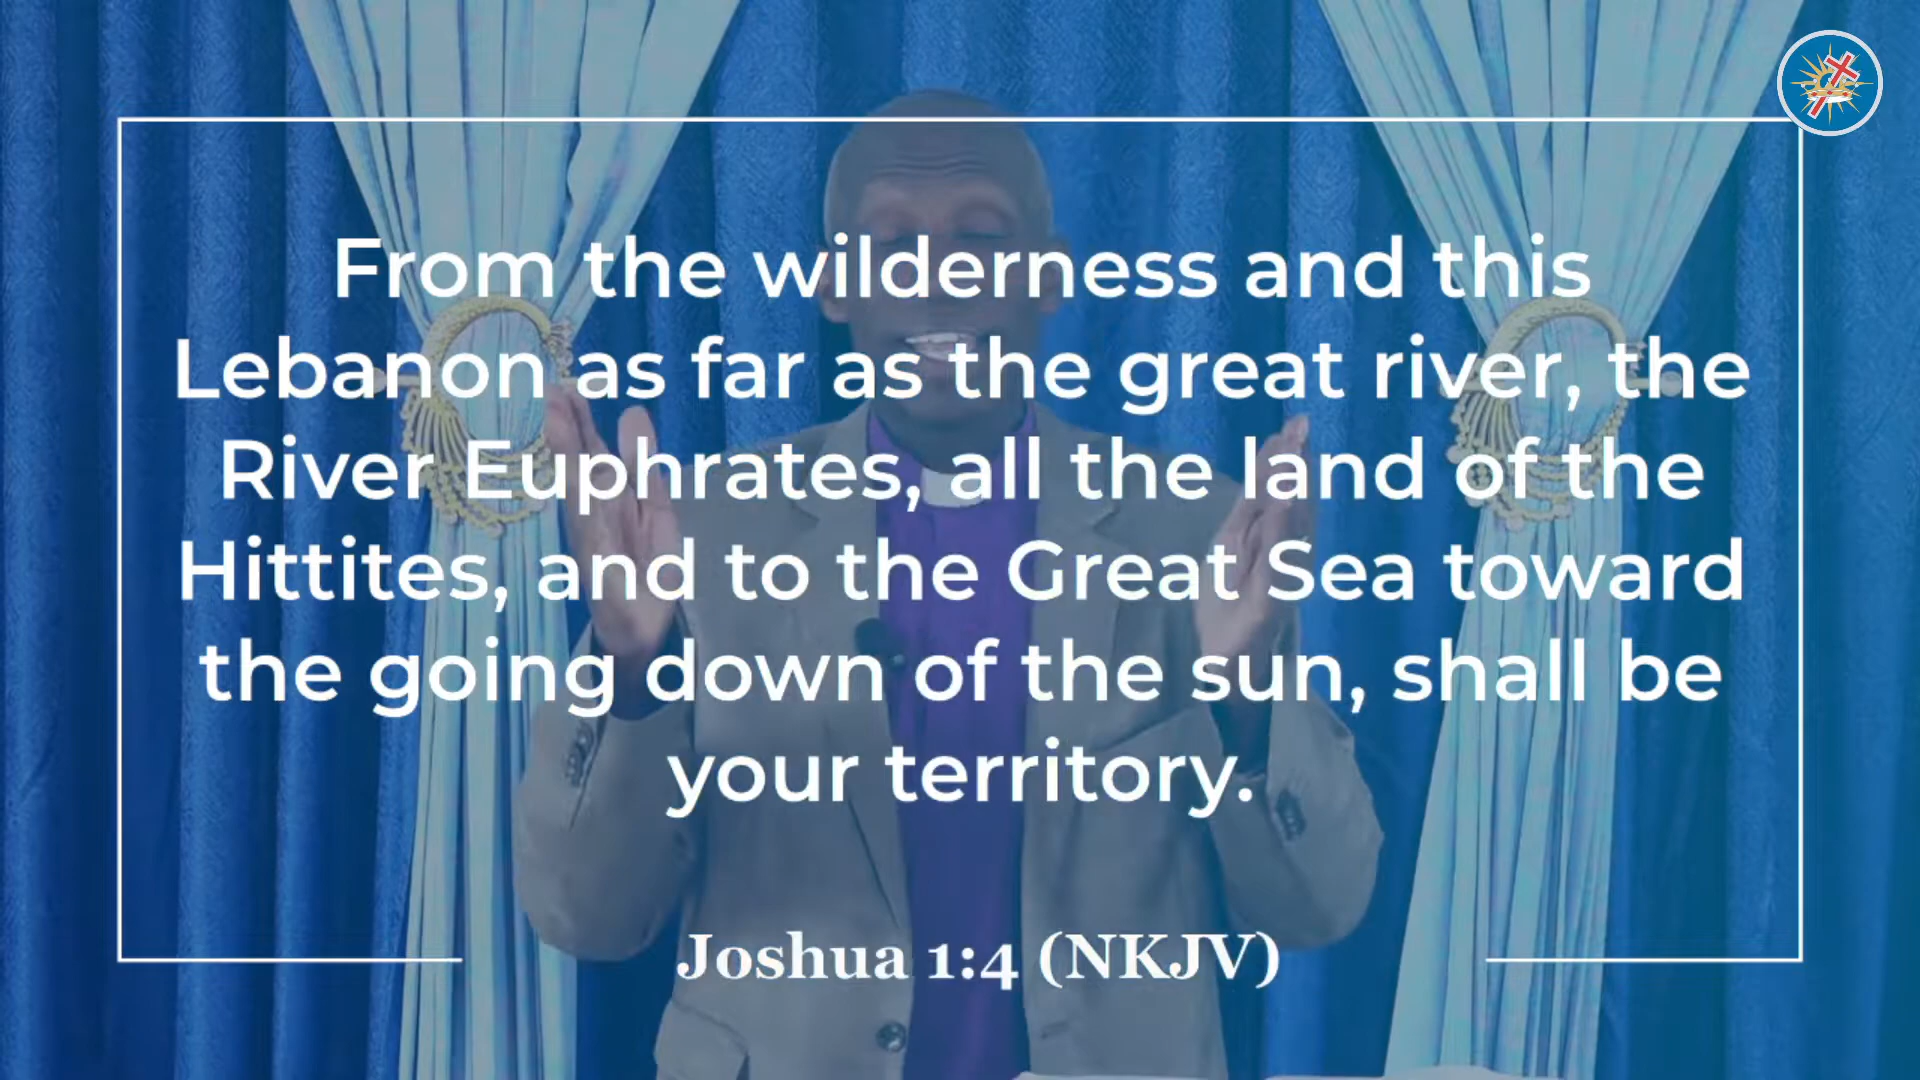 From the wilderness and this
Lebanon as far as the great river, the
River Euphrates, all the land of the
Hittites, and to the Great Sea toward
the going down of the sun, shall be
your territory.
Joshua 1:4 (NKJV)